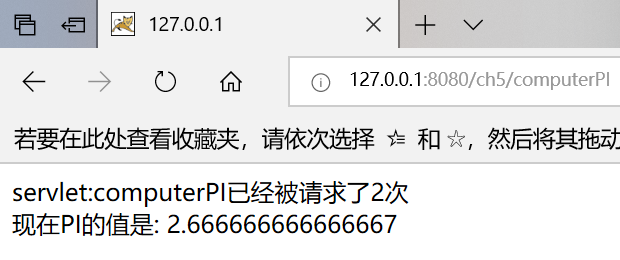 127.0.0.1
127.0.0.1:8080/ch5/computerPI
若要在此处查看收藏夹，请依次选择 和 ，然后将其拖动
servlet:computerPI已经被请求了2次
现在PI的值是: 2.666666666666667